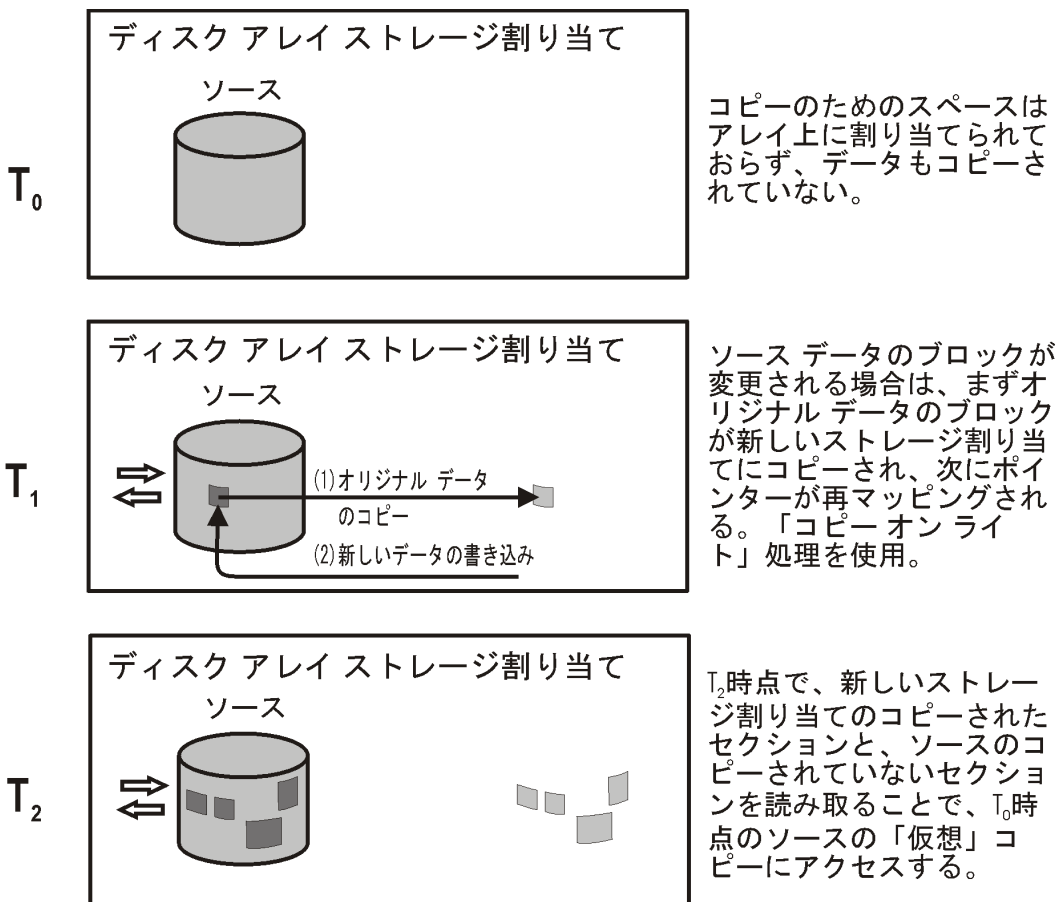 T₀
ディスク アレイ ストレージ割り当て
ソース
コピーのためのスペースは
アレイ上に割り当てられて
おらず、データもコピーさ
れていない。
T₁
ディスク アレイ ストレージ割り当て
ソース
(1)オリジナル データ
のコピー
(2)新しいデータの書き込み
ソース データのブロックが
変更される場合は、まずオ
リジナル データのブロック
が新しいストレージ割り当
てにコピーされ、次にポイ
ンターが再マッピングされ
る。「コピー オン ライ
ト」処理を使用。
T₂
ディスク アレイ ストレージ割り当て
ソース
T₂時点で、新しいストレー
ジ割り当てのコピーされた
セクションと、ソースのコ
ピーされていないセクショ
ンを読み取ることで、T₀時
点のソースの「仮想」コ
ピーにアクセスする。